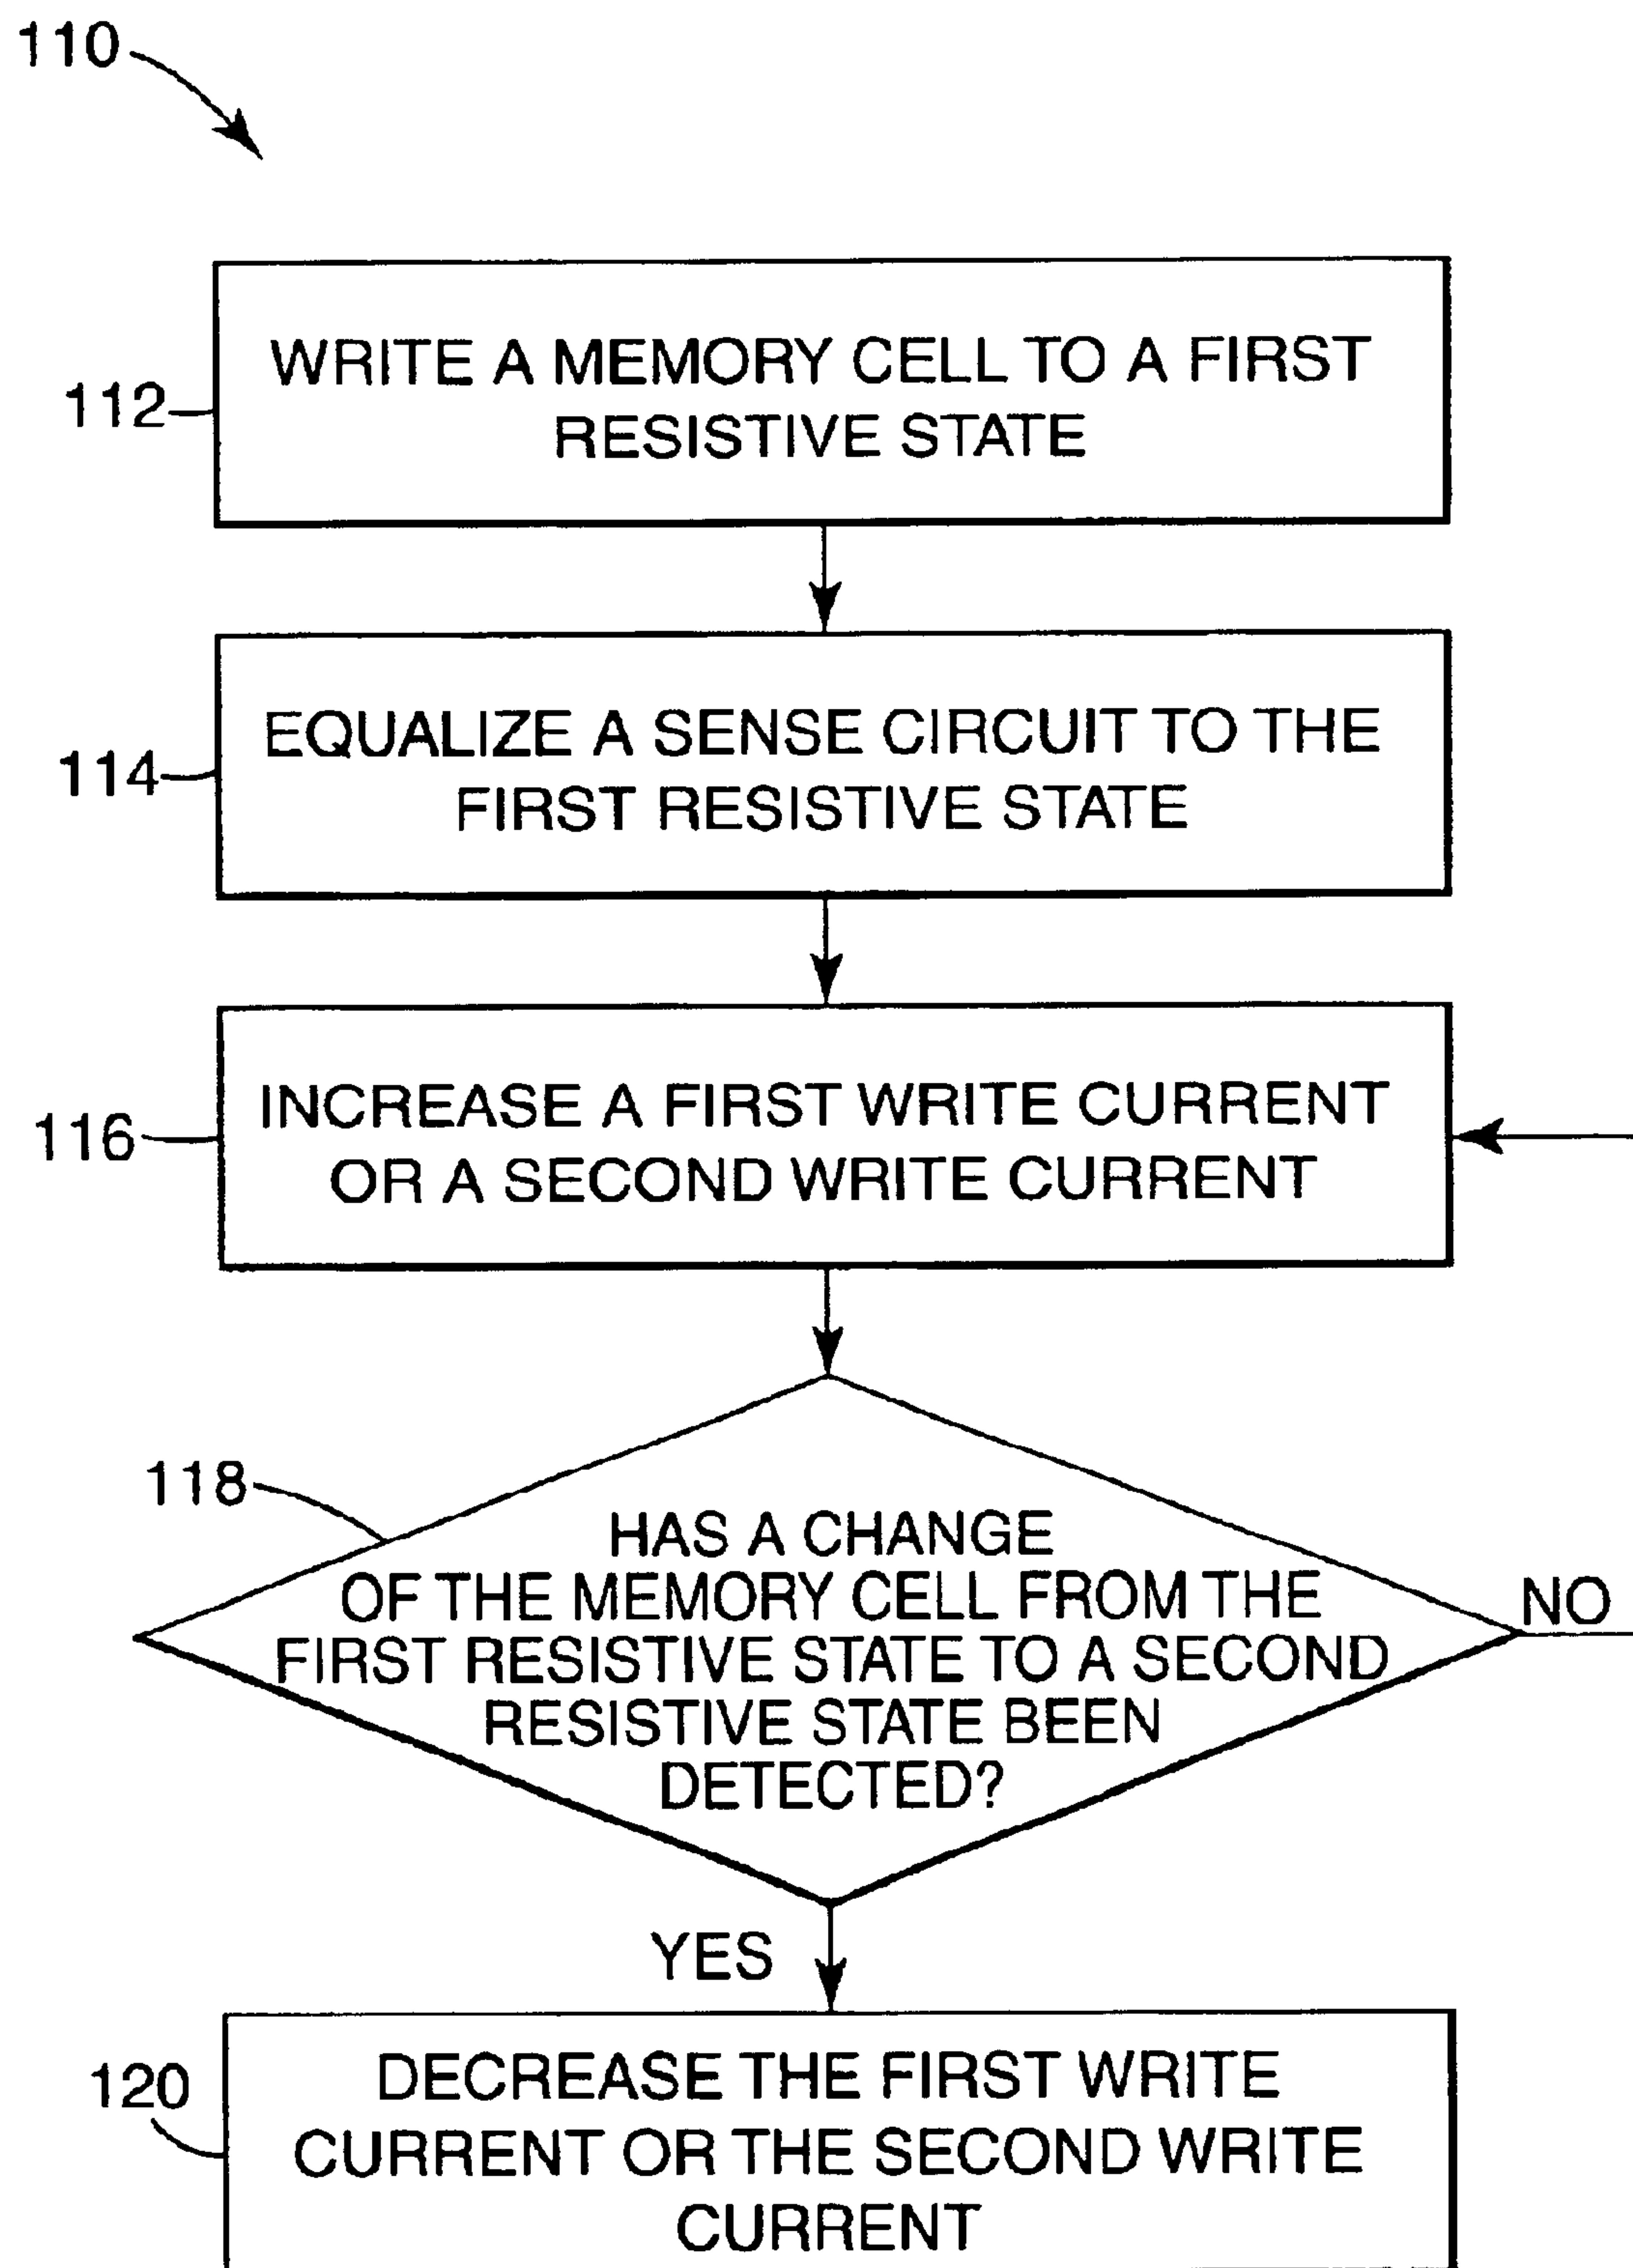 110
112
WRITE A MEMORY CELL TO A FIRST
RESISTIVE STATE
114
EQUALIZE A SENSE CIRCUIT TO THE
FIRST RESISTIVE STATE
116
INCREASE A FIRST WRITE CURRENT
OR A SECOND WRITE CURRENT
118
HAS A CHANGE
OF THE MEMORY CELL FROM THE
FIRST RESISTIVE STATE TO A SECOND
RESISTIVE STATE BEEN
DETECTED?
NO
YES
120
DECREASE THE FIRST WRITE
CURRENT OR THE SECOND WRITE
CURRENT